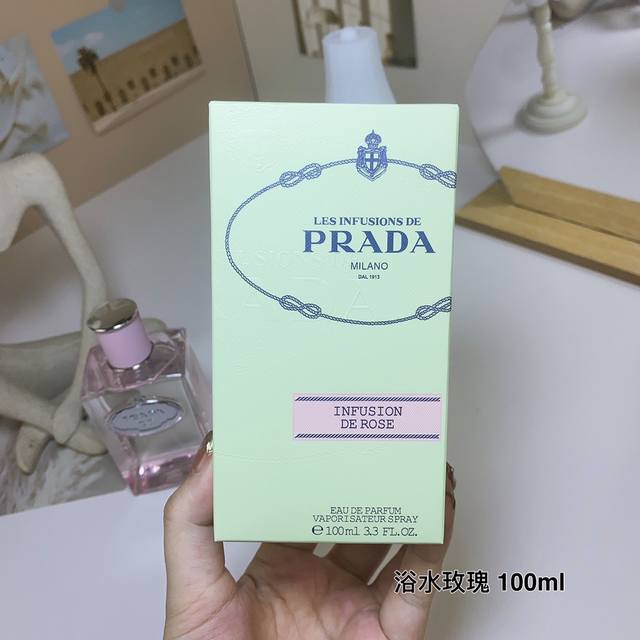 LES INFUSIONS DE
PRADA
MILANO
DAL 1913
INFUSION
DE ROSE
EAU DE PARFUM
VAPORISATEUR SPRAY
℮100ml 3.3 FL.OZ.
PRADA
浴水玫瑰 100ml